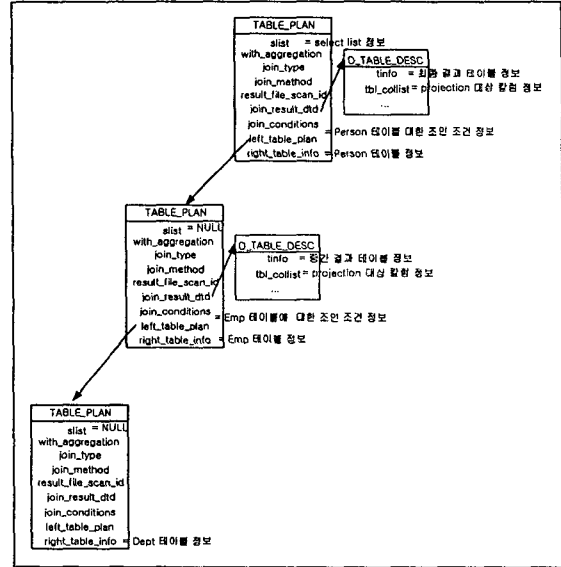 TABLE_PLAN
slist = select list 정보
with_aggregation
join_type
join_method
result_file_scan_id
join_result_dtd
join_conditions
left_table_plan = Person 테이블 대한 조인 조건 정보
right_table_info = Person 테이블 정보
O_TABLE_DESC
tinfo = 최종 결과 테이블 정보
tbl_collist = projection 대상 칼럼 정보
...
TABLE_PLAN
slist = NULL
with_aggregation
join_type
join_method
result_file_scan_id
join_result_dtd
join_conditions
left_table_plan = Emp 테이블에 대한 조인 조건 정보
right_table_info = Emp 테이블 정보
O_TABLE_DESC
tinfo = 중간 결과 테이블 정보
tbl_collist = projection 대상 칼럼 정보
...
TABLE_PLAN
slist = NULL
with_aggregation
join_type
join_method
result_file_scan_id
join_result_dtd
join_conditions
left_table_plan
right_table_info = Dept 테이블 정보